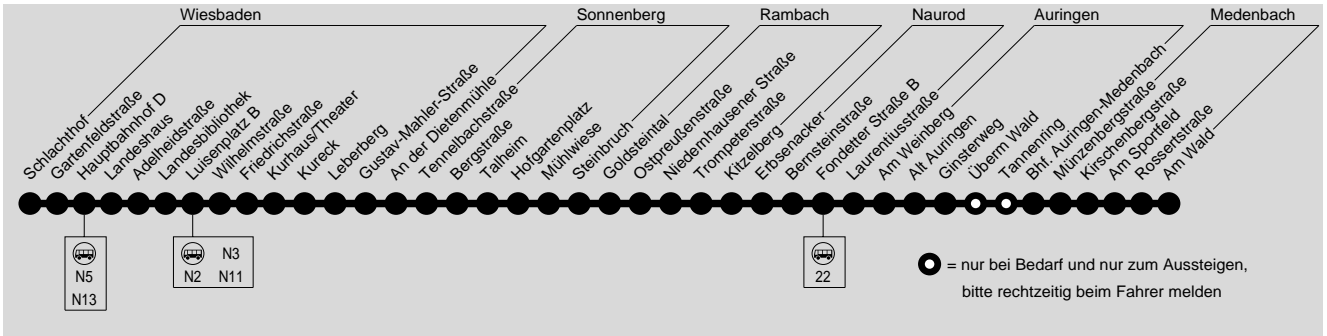 Wiesbaden
Sonnenberg
Rambach
Naurod
Auringen
Medenbach
Schlachthof
Gartenfeldstraße
Hauptbahnhof D
Landeshaus
Adelheidstraße
Landesbibliothek
Luisenplatz B
Wilhelmstraße
Friedrichstraße
Kurhaus/Theater
Kureck
Leberberg
Gustav-Mahler-Straße
An der Dietenmühle
Tennelbachstraße
Bergstraße
Talheim
Hofgartenplatz
Mühlwiese
Steinbruch
Goldsteintal
Ostpreußenstraße
Niedernhausener Straße
Trompeterstraße
Kitzelberg
Erbsenacker
Bernsteinstraße
Fondetter Straße B
Laurentiusstraße
Am Weinberg
Alt Auringen
Ginsterweg
Überm Wald
Tannenring
Bhf. Auringen-Medenbach
Münzenbergstraße
Kirschenbergstraße
Am Sportfeld
Rossertstraße
Am Wald
N5
N13
N3
N2 N11
22
= nur bei Bedarf und nur zum Aussteigen,
bitte rechtzeitig beim Fahrer melden